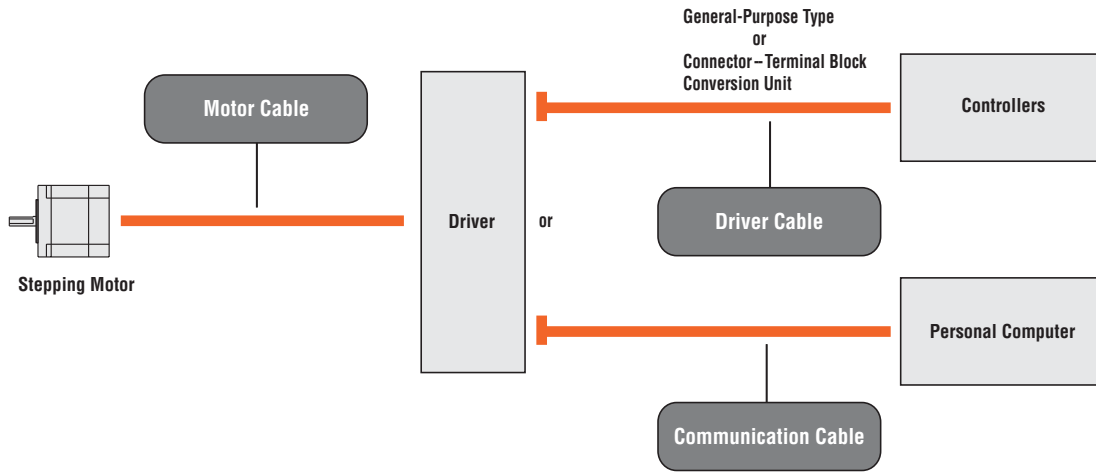 General-Purpose Type
or
Connector–Terminal Block
Conversion Unit
Motor Cable
Controllers
Driver
or
Driver Cable
Stepping Motor
Personal Computer
Communication Cable